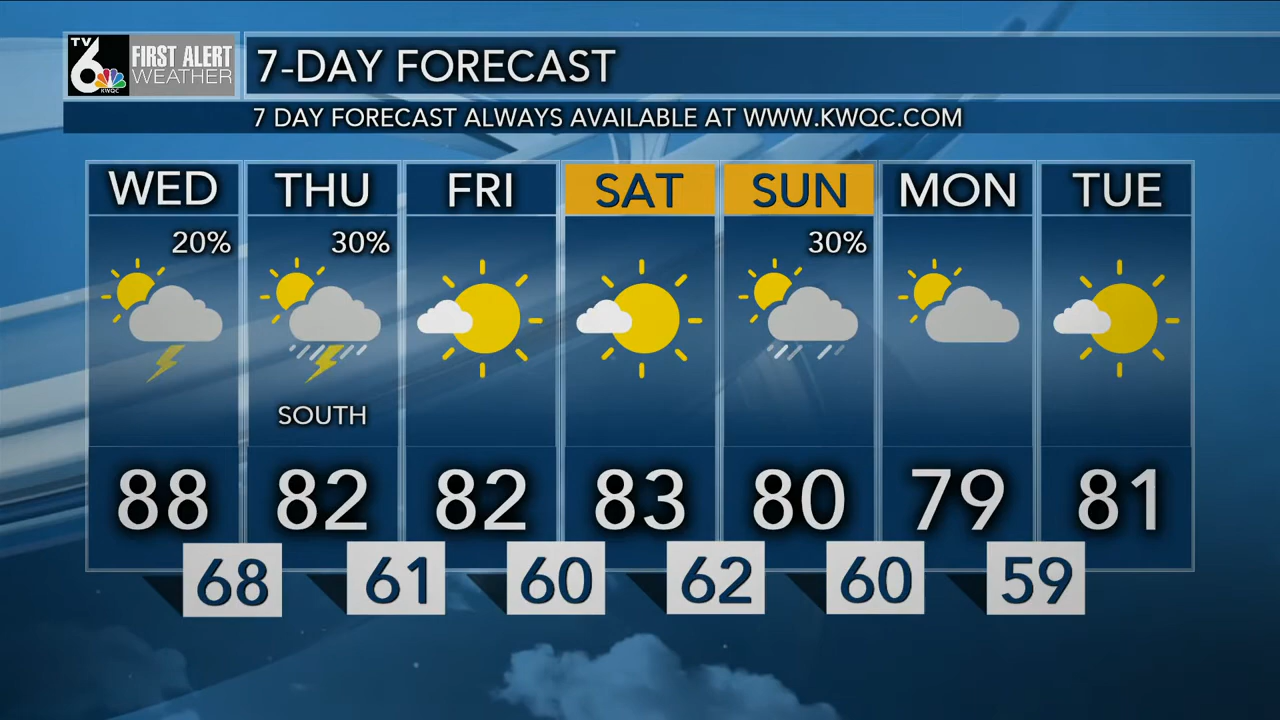 TV 6 KWQC
FIRST ALERT
WEATHER
7-DAY FORECAST
7 DAY FORECAST ALWAYS AVAILABLE AT WWW.KWQC.COM
WED THU FRI SAT SUN MON TUE
20% 30% 30%
SOUTH
88 82 82 83 80 79 81
68 61 60 62 60 59